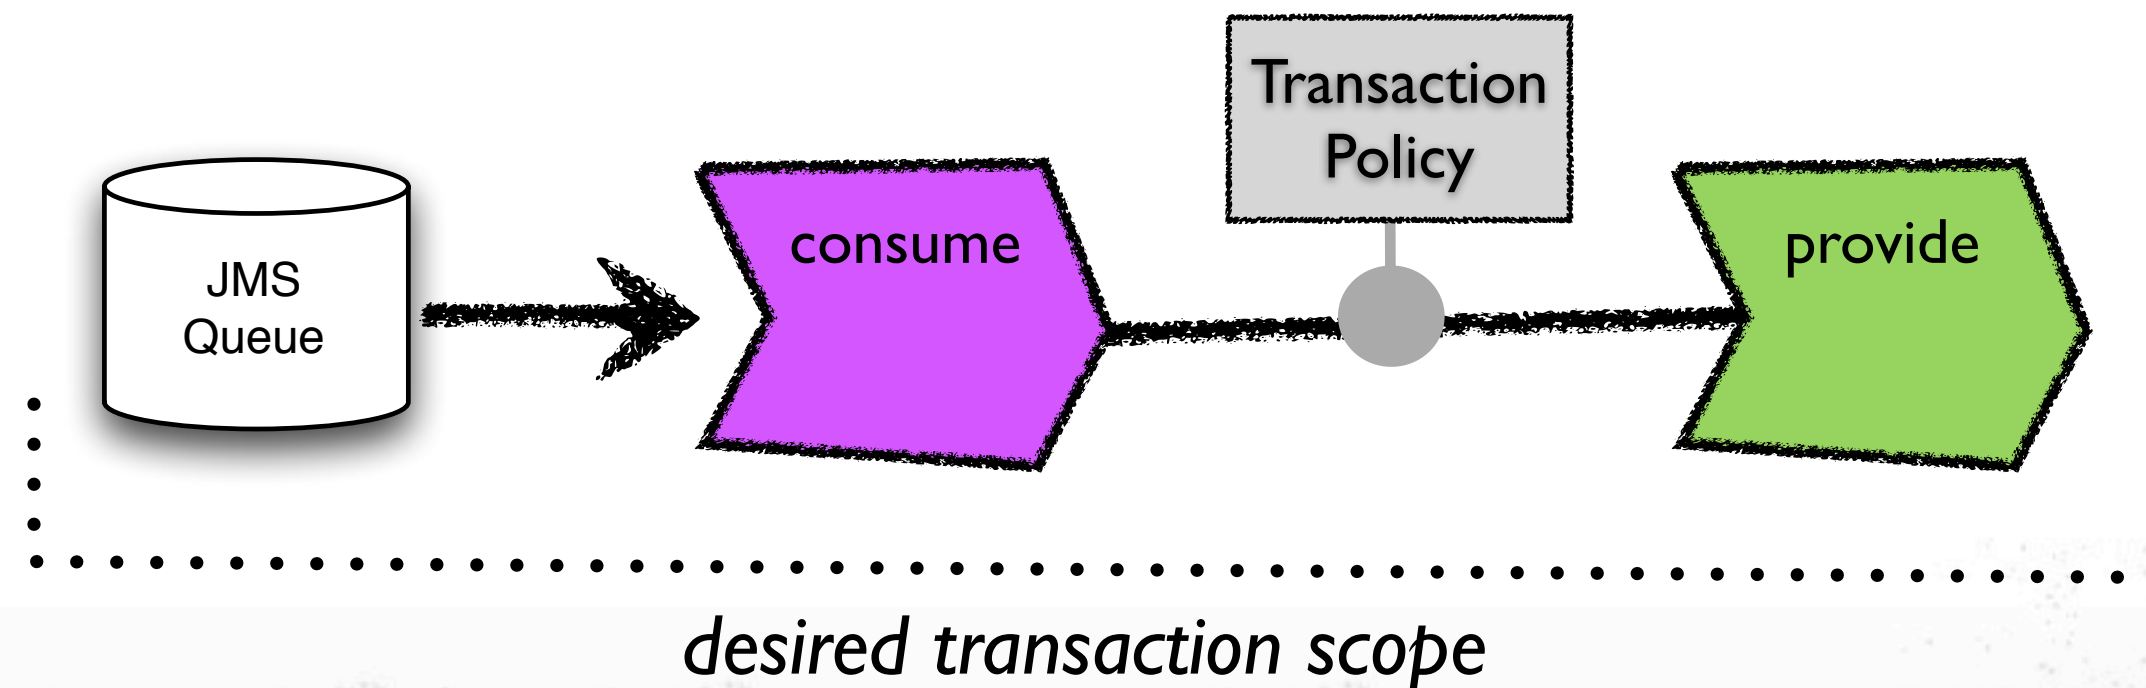 Transaction
Policy
JMS
Queue
consume
provide
desired transaction scope